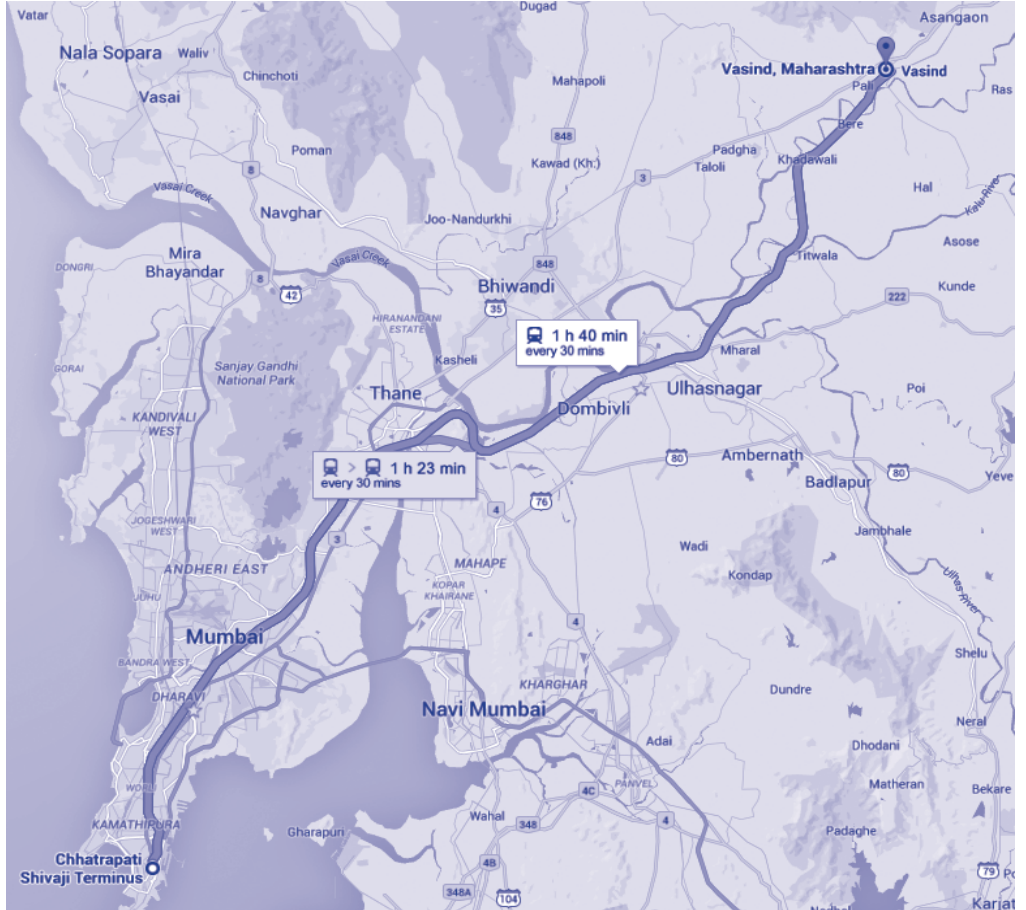 Dugad
Asangaon
Vatar
Nala Sopara
Waliv
Chinchoti
Mahapoli
Vasind, Maharashtra
Vasind
Vasai
Pali
Ras
848
Bere
Poman
Padgha
Kawad (Kh.)
Taloli
Khadawali
8
3
Hal
Vasai Creek
Navghar
Joo-Nandurkhi
Kalu River
Asose
Mira
Bhayandar
Vasai Creek
Titwala
DONGRI
8
848
42
Bhiwandi
Kunde
222
35
HIRANANDANI
ESTATE
1 h 40 min
every 30 mins
Mharal
Kasheli
GORAI
Sanjay Gandhi
National Park
Thane
Ulhasnagar
Poi
Dombivli
KANDIVALI
WEST
80
Ambernath
80
1 h 23 min
every 30 mins
Badlapur
Yeve
76
4
JOGESHWARI
WEST
3
Jambhale
Wadi
ANDHERI EAST
MAHAPE
Kondap
KOPAR
KHAIRANE
JUHU
Ulhas River
4
Mumbai
Shelu
BANDRA WEST
KHARGHAR
DHARAVI
Dundre
Navi Mumbai
Neral
Adai
Dhodani
PANVEL
Matheran
WORLI
4C
Bekare
Wahal
348
4
KAMATHIPURA
Gharapuri
Padaghe
Chhatrapati
Shivaji Terminus
4B
79
348A
104
Karjat